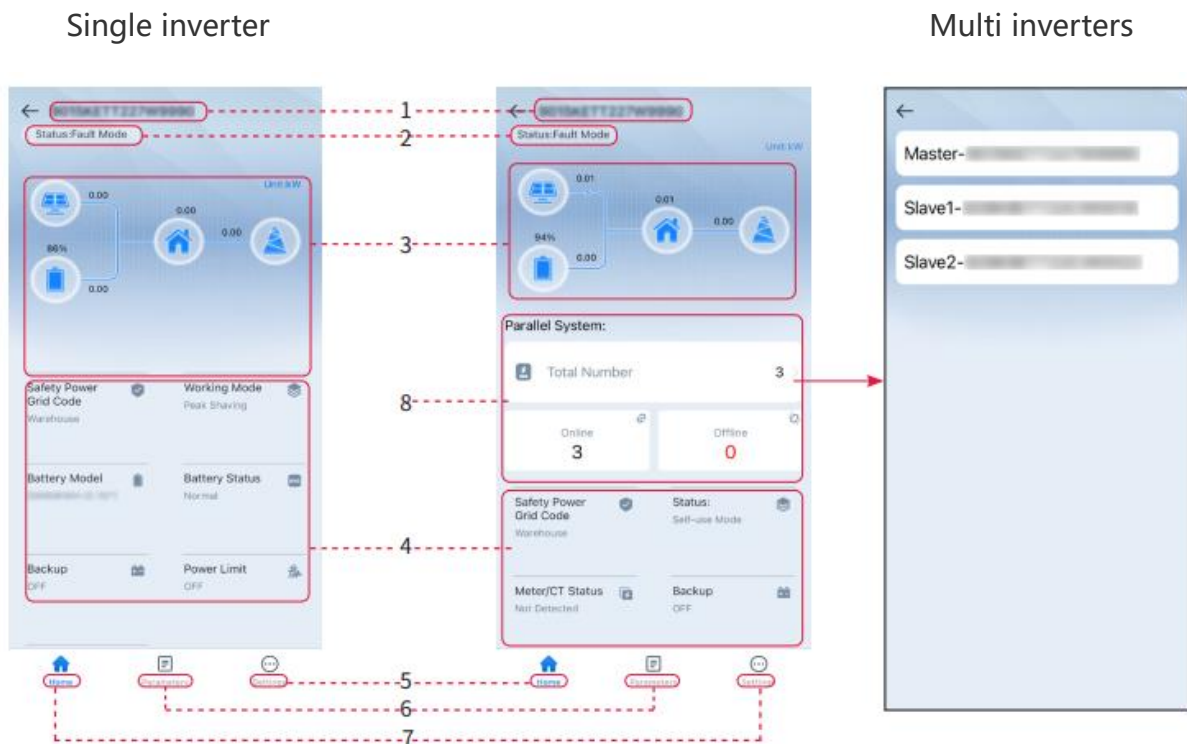 Single inverter
Multi inverters
1
Status:Fault Mode
2
Status:Fault Mode
Unit:kW
Master-
Slave1-
Slave2-
Unit:kW
0.00
0.00
0.00
86%
0.00
3
0.01
0.01
0.00
94%
0.00
Parallel System:
Total Number 3
8
Online
3
Offline
0
Safety Power
Grid Code
Warehouse
Working Mode
Peak Shaving
Battery Model
Battery Status
Normal
Backup
OFF
Power Limit
OFF
4
Safety Power
Grid Code
Warehouse
Status:
Self-use Mode
Meter/CT Status
Not Detected
Backup
OFF
Home Parameters Settings
5
Home Parameters Settings
6
7